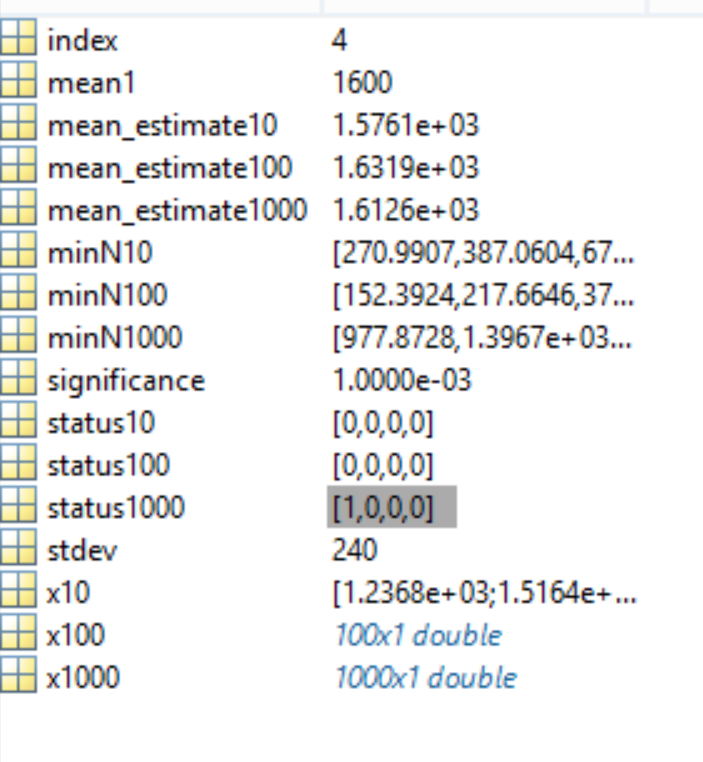 index 4
mean1 1600
mean_estimate10 1.5761e+03
mean_estimate100 1.6319e+03
mean_estimate1000 1.6126e+03
minN10 [270.9907,387.0604,67...
minN100 [152.3924,217.6646,37...
minN1000 [977.8728,1.3967e+03...
significance 1.0000e-03
status10 [0,0,0,0]
status100 [0,0,0,0]
status1000 [1,0,0,0]
stdev 240
x10 [1.2368e+03;1.5164e+...
x100 100x1 double
x1000 1000x1 double